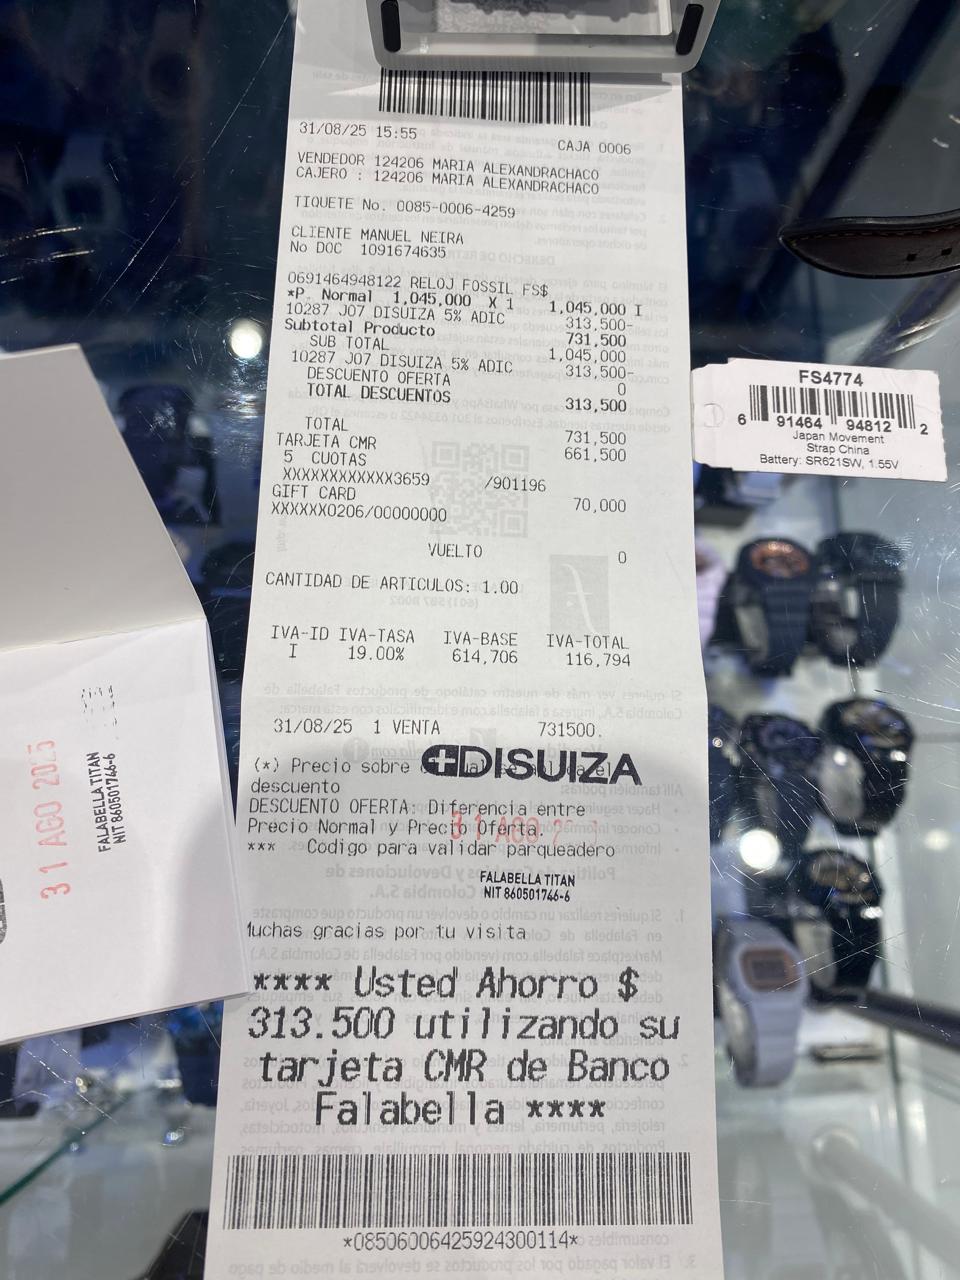 31/08/25 15:55
CAJA 0006
VENDEDOR 124206 MARIA ALEXANDRACHACO
CAJERO : 124206 MARIA ALEXANDRACHACO
TIQUETE No. 0085-0006-4259
CLIENTE MANUEL NEIRA
No DOC 1091674635
0691464948122 RELOJ FOSSIL FS$
*P. Normal 1,045,000 X 1 1,045,000 I
10287 J07 DISUIZA 5% ADIC 313,500-
Subtotal Producto 731,500
SUB TOTAL 1,045,000
10287 J07 DISUIZA 5% ADIC 313,500-
DESCUENTO OFERTA 0
TOTAL DESCUENTOS 313,500
TOTAL 731,500
TARJETA CMR 661,500
5 CUOTAS
XXXXXXXXXXXX3659 /901196
GIFT CARD 70,000
XXXXXX0206/00000000
VUELTO 0
CANTIDAD DE ARTICULOS: 1.00
IVA-ID IVA-TASA IVA-BASE IVA-TOTAL
I 19.00% 614,706 116,794
31/08/25 1 VENTA 731500.
DISUIZA
(*) Precio sobre el
descuento
DESCUENTO OFERTA: Diferencia entre
Precio Normal y Precio Oferta.
31 AGO
*** Codigo para validar parqueadero
FALABELLA TITAN
NIT 860501746-6
Muchas gracias por tu visita
**** Usted Ahorro $
313.500 utilizando su
tarjeta CMR de Banco
Falabella ****
*08506006425924300114*
FS4774
6 91464 94812 2
Japan Movement
Strap China
Battery: SR621SW, 1.55V
31 AGO 2025
FALABELLA TITAN
NIT 860501746-6